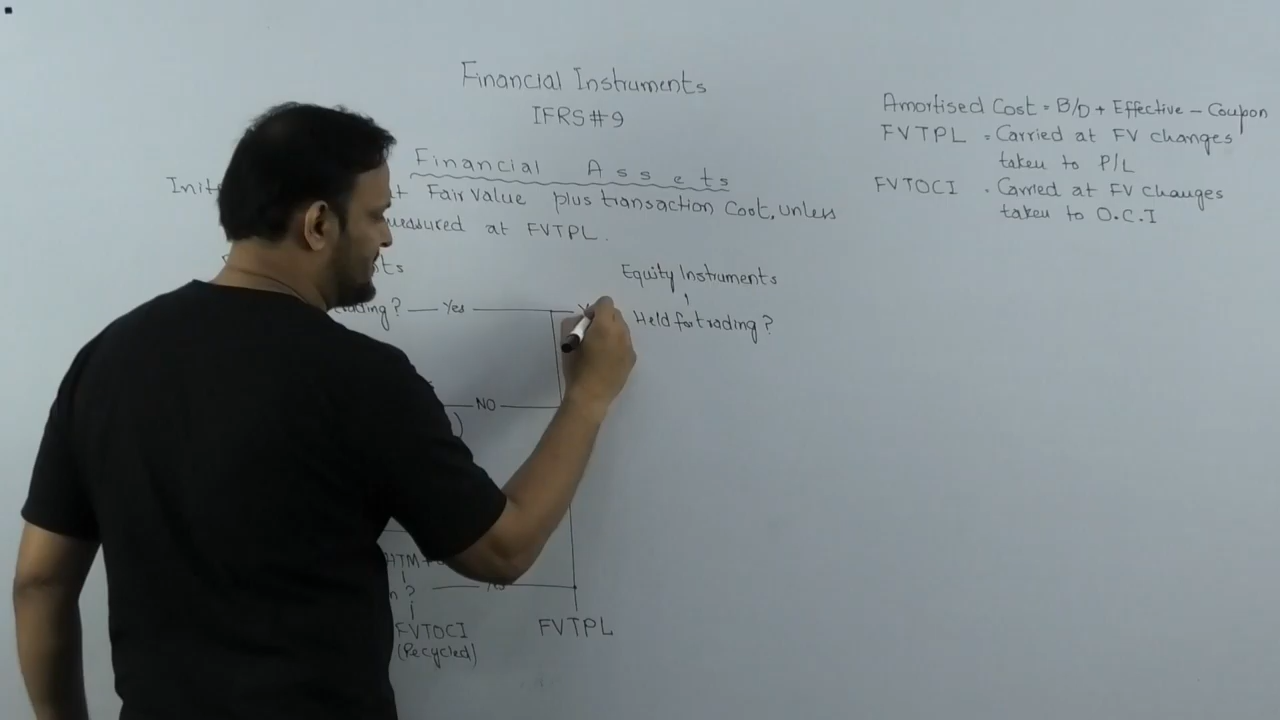 Financial Instruments
IFRS#9
Financial Assets
Fair Value plus transaction Cost, unless
measured at FVTPL.
Equity Instruments
trading? Yes
Held for trading?
NO
HTM
?
FVTOCI
(Recycled)
FVTPL
Amortised Cost = B/D + Effective - Coupon
FVTPL = Carried at FV changes
taken to P/L
FVTOCI = Carried at FV changes
taken to O.C.I